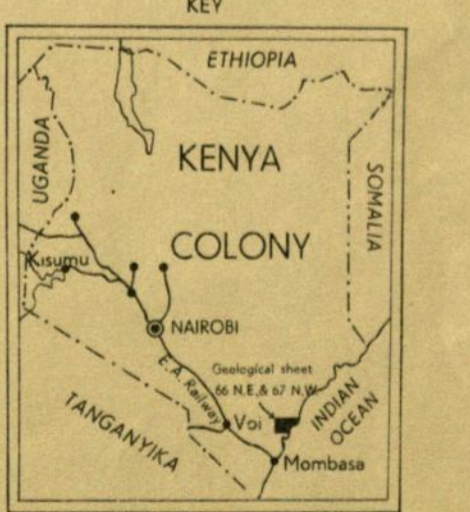 KEY
ETHIOPIA
UGANDA
KENYA
SOMALIA
COLONY
Kisumu
NAIROBI
E.A. Railway
Geological sheet
66 N.E.& 67 N.W.
TANGANYIKA
Voi
INDIAN
OCEAN
Mombasa